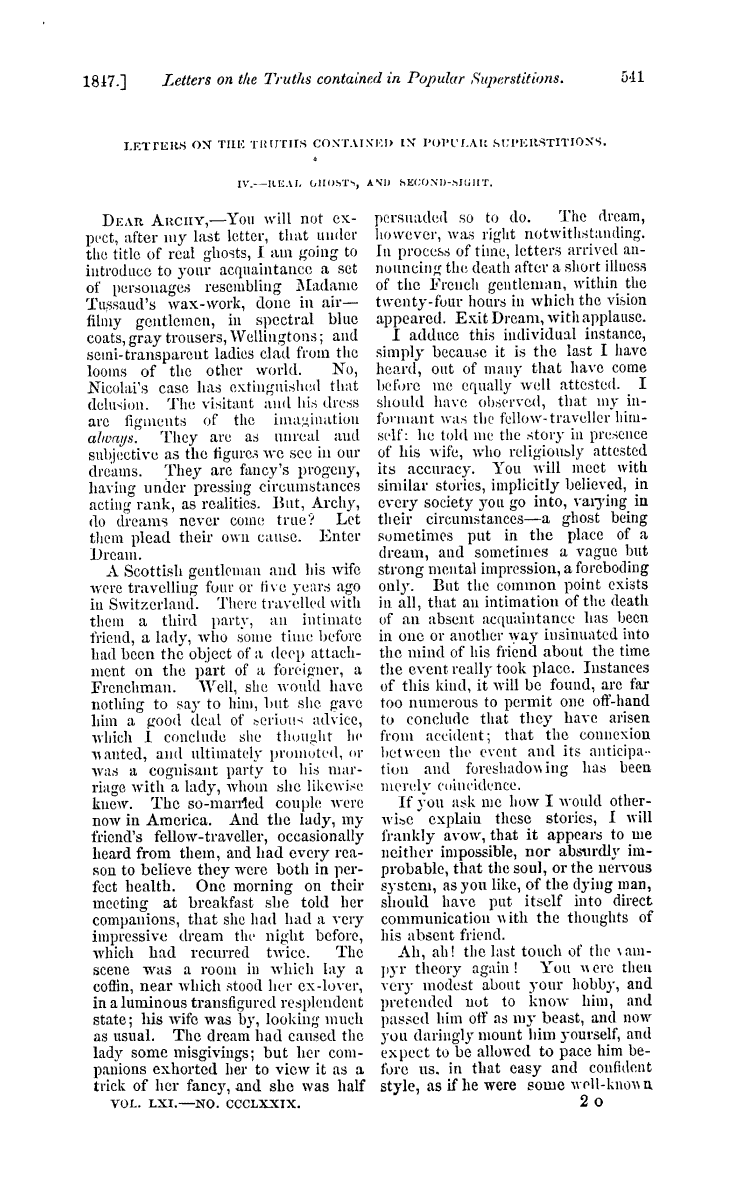 1847.] Letters on the Truths contained in Popular Superstitions. 541
LETTERS ON THE TRUTHS CONTAINED IN POPULAR SUPERSTITIONS.
IV.—REAL GHOSTS, AND SECOND-SIGHT.
DEAR ARCHY,—You will not ex-
pect, after my last letter, that under
the title of real ghosts, I am going to
introduce to your acquaintance a set
of personages resembling Madame
Tussaud's wax-work, done in air—
filmy gentlemen, in spectral blue
coats, gray trousers, Wellingtons; and
semi-transparent ladies clad from the
looms of the other world. No,
Nicolai's case has extinguished that
delusion. The visitant and his dress
are figments of the imagination
always. They are as unreal and
subjective as the figures we see in our
dreams. They are fancy's progeny,
having under pressing circumstances
acting rank, as realities. But, Archy,
do dreams never come true? Let
them plead their own cause. Enter
Dream.
A Scottish gentleman and his wife
were travelling four or five years ago
in Switzerland. There travelled with
them a third party, an intimate
friend, a lady, who some time before
had been the object of a deep attach-
ment on the part of a foreigner, a
Frenchman. Well, she would have
nothing to say to him, but she gave
him a good deal of serious advice,
which I conclude she thought he
wanted, and ultimately promoted, or
was a cognisant party to his mar-
riage with a lady, whom she likewise
knew. The so-married couple were
now in America. And the lady, my
friend's fellow-traveller, occasionally
heard from them, and had every rea-
son to believe they were both in per-
fect health. One morning on their
meeting at breakfast she told her
companions, that she had had a very
impressive dream the night before,
which had recurred twice. The
scene was a room in which lay a
coffin, near which stood her ex-lover,
in a luminous transfigured resplendent
state; his wife was by, looking much
as usual. The dream had caused the
lady some misgivings; but her com-
panions exhorted her to view it as a
trick of her fancy, and she was half
persuaded so to do. The dream,
however, was right notwithstanding.
In process of time, letters arrived an-
nouncing the death after a short illness
of the French gentleman, within the
twenty-four hours in which the vision
appeared. Exit Dream, with applause.
I adduce this individual instance,
simply because it is the last I have
heard, out of many that have come
before me equally well attested. I
should have observed, that my in-
formant was the fellow-traveller him-
self: he told me the story in presence
of his wife, who religiously attested
its accuracy. You will meet with
similar stories, implicitly believed, in
every society you go into, varying in
their circumstances—a ghost being
sometimes put in the place of a
dream, and sometimes a vague but
strong mental impression, a foreboding
only. But the common point exists
in all, that an intimation of the death
of an absent acquaintance has been
in one or another way insinuated into
the mind of his friend about the time
the event really took place. Instances
of this kind, it will be found, are far
too numerous to permit one off-hand
to conclude that they have arisen
from accident; that the connexion
between the event and its anticipa-
tion and foreshadowing has been
merely coincidence.
If you ask me how I would other-
wise explain these stories, I will
frankly avow, that it appears to me
neither impossible, nor absurdly im-
probable, that the soul, or the nervous
system, as you like, of the dying man,
should have put itself into direct
communication with the thoughts of
his absent friend.
Ah, ah! the last touch of the vam-
pyr theory again! You were then
very modest about your hobby, and
pretended not to know him, and
passed him off as my beast, and now
you daringly mount him yourself, and
expect to be allowed to pace him be-
fore us, in that easy and confident
style, as if he were some well-known
VOL. LXI.—NO. CCCLXXIX. 2 O